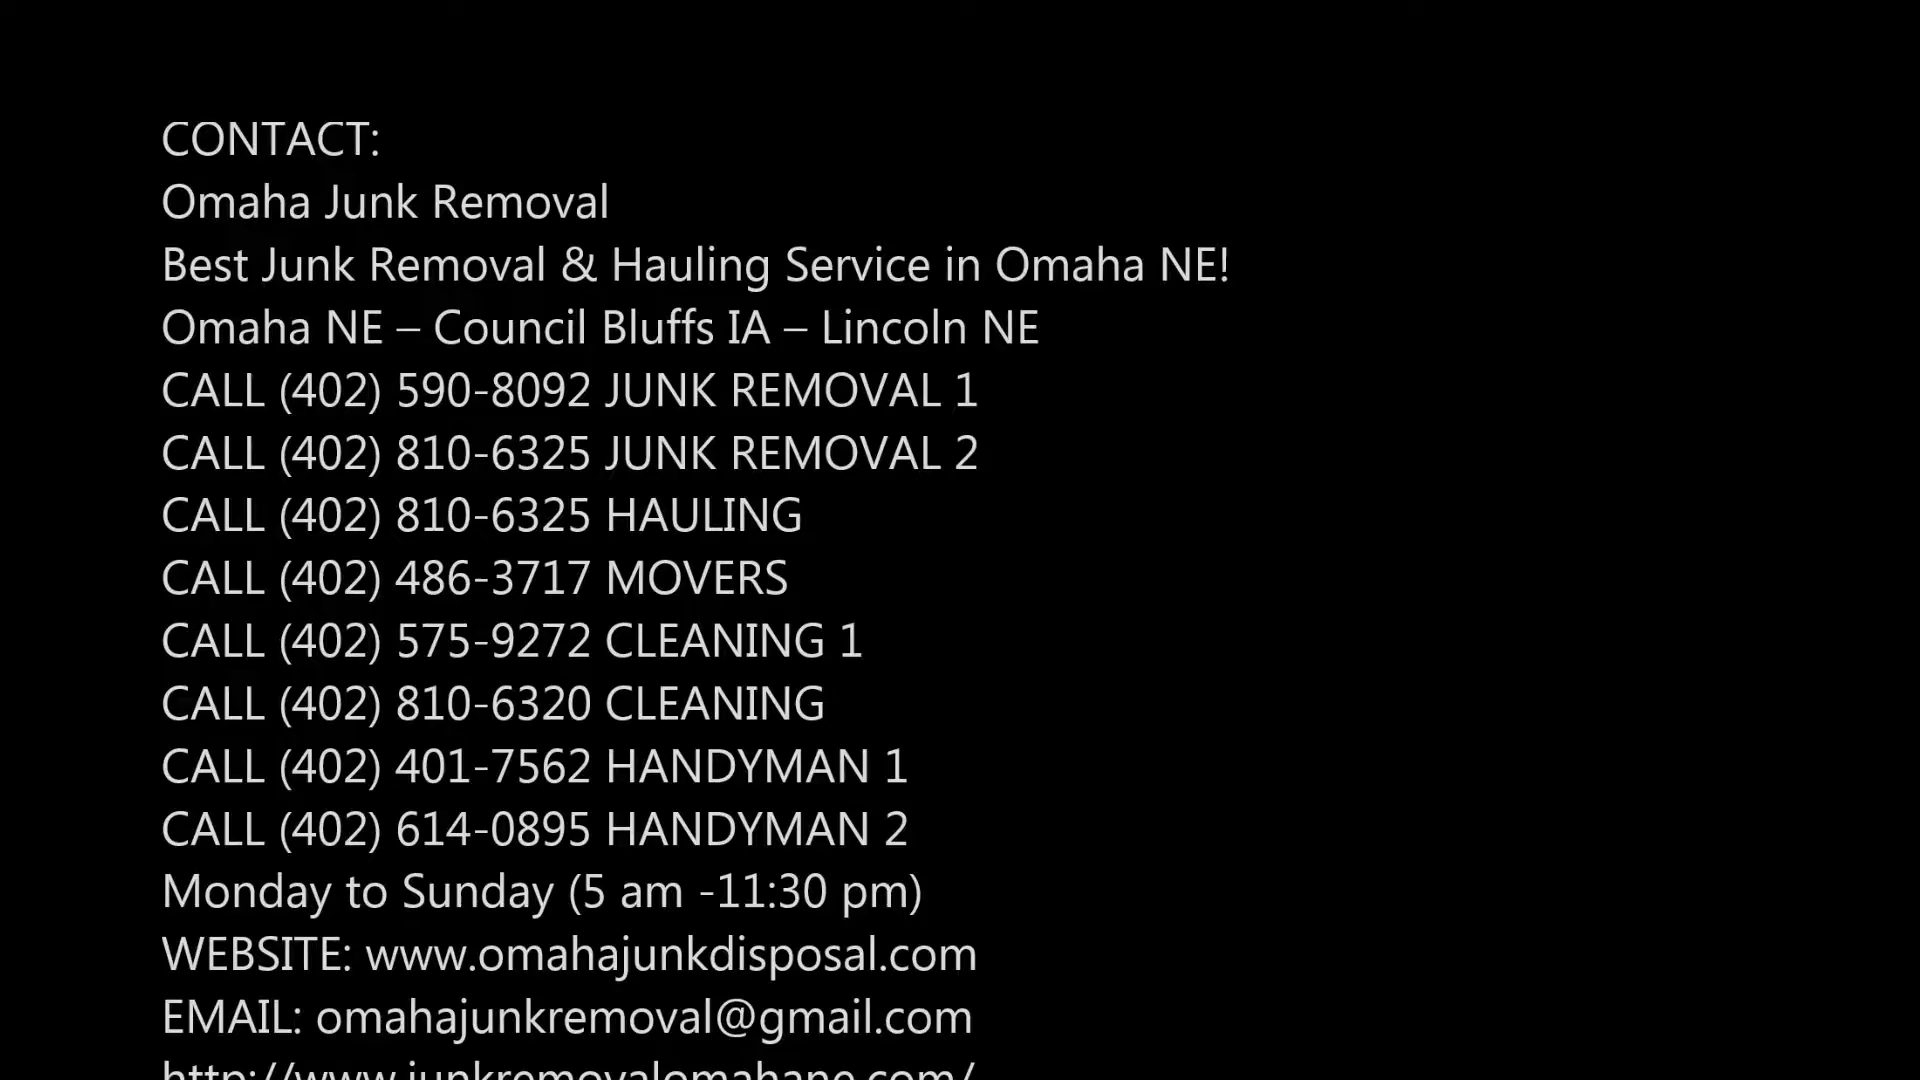 CONTACT:
Omaha Junk Removal
Best Junk Removal & Hauling Service in Omaha NE!
Omaha NE – Council Bluffs IA – Lincoln NE
CALL (402) 590-8092 JUNK REMOVAL 1
CALL (402) 810-6325 JUNK REMOVAL 2
CALL (402) 810-6325 HAULING
CALL (402) 486-3717 MOVERS
CALL (402) 575-9272 CLEANING 1
CALL (402) 810-6320 CLEANING
CALL (402) 401-7562 HANDYMAN 1
CALL (402) 614-0895 HANDYMAN 2
Monday to Sunday (5 am -11:30 pm)
WEBSITE: www.omahajunkdisposal.com
EMAIL: omahajunkremoval@gmail.com
http://www.junkremovalomahane.com/